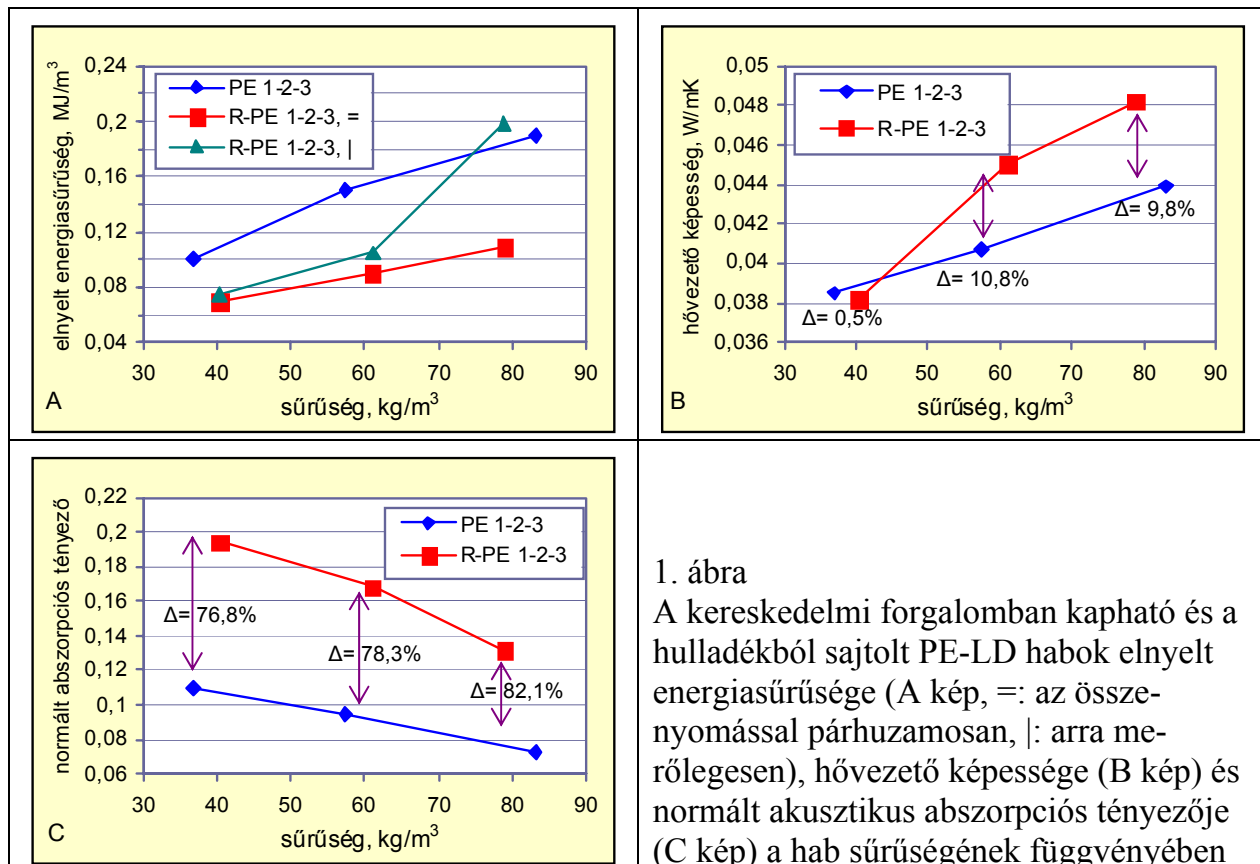 elnyelt energiasűrűség, MJ/m³
0,24
0,2
0,16
0,12
0,08
0,04
PE 1-2-3
R-PE 1-2-3, =
R-PE 1-2-3, |
30 40 50 60 70 80 90
sűrűség, kg/m³
A
hővezető képesség, W/mK
0,05
0,048
0,046
0,044
0,042
0,04
0,038
0,036
PE 1-2-3
R-PE 1-2-3
Δ= 9,8%
Δ= 10,8%
Δ= 0,5%
30 40 50 60 70 80 90
sűrűség, kg/m³
B
normált abszorpciós tényező
0,22
0,2
0,18
0,16
0,14
0,12
0,1
0,08
0,06
PE 1-2-3
R-PE 1-2-3
Δ= 76,8%
Δ= 78,3%
Δ= 82,1%
30 40 50 60 70 80 90
sűrűség, kg/m³
C
1. ábra
A kereskedelmi forgalomban kapható és a
hulladékból sajtolt PE-LD habok elnyelt
energiasűrűsége (A kép, =: az össze-
nyomással párhuzamosan, |: arra me-
rőlegesen), hővezető képessége (B kép) és
normált akusztikus abszorpciós tényezője
(C kép) a hab sűrűségének függvényében